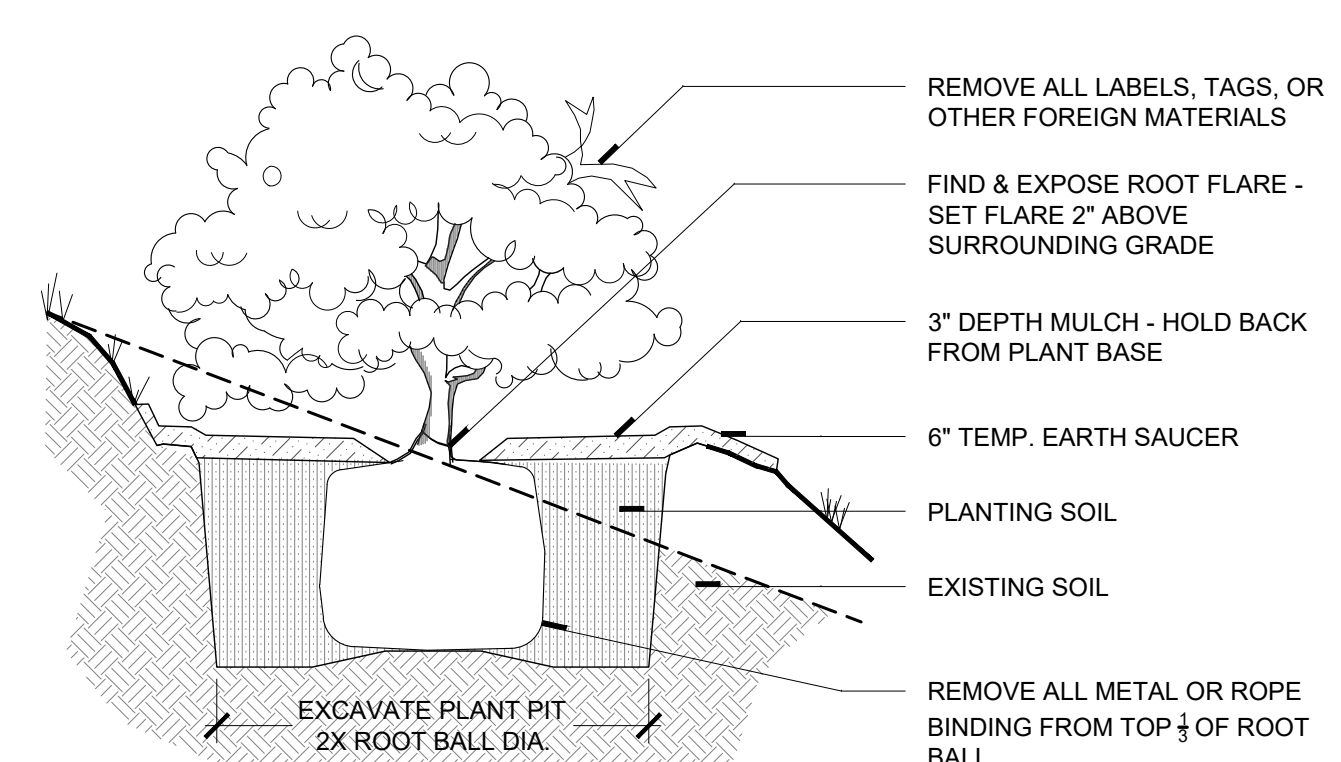 REMOVE ALL LABELS, TAGS, OR
OTHER FOREIGN MATERIALS
FIND & EXPOSE ROOT FLARE -
SET FLARE 2" ABOVE
SURROUNDING GRADE
3" DEPTH MULCH - HOLD BACK
FROM PLANT BASE
6" TEMP. EARTH SAUCER
PLANTING SOIL
EXISTING SOIL
REMOVE ALL METAL OR ROPE
BINDING FROM TOP 1/3 OF ROOT
BALL
EXCAVATE PLANT PIT
2X ROOT BALL DIA.